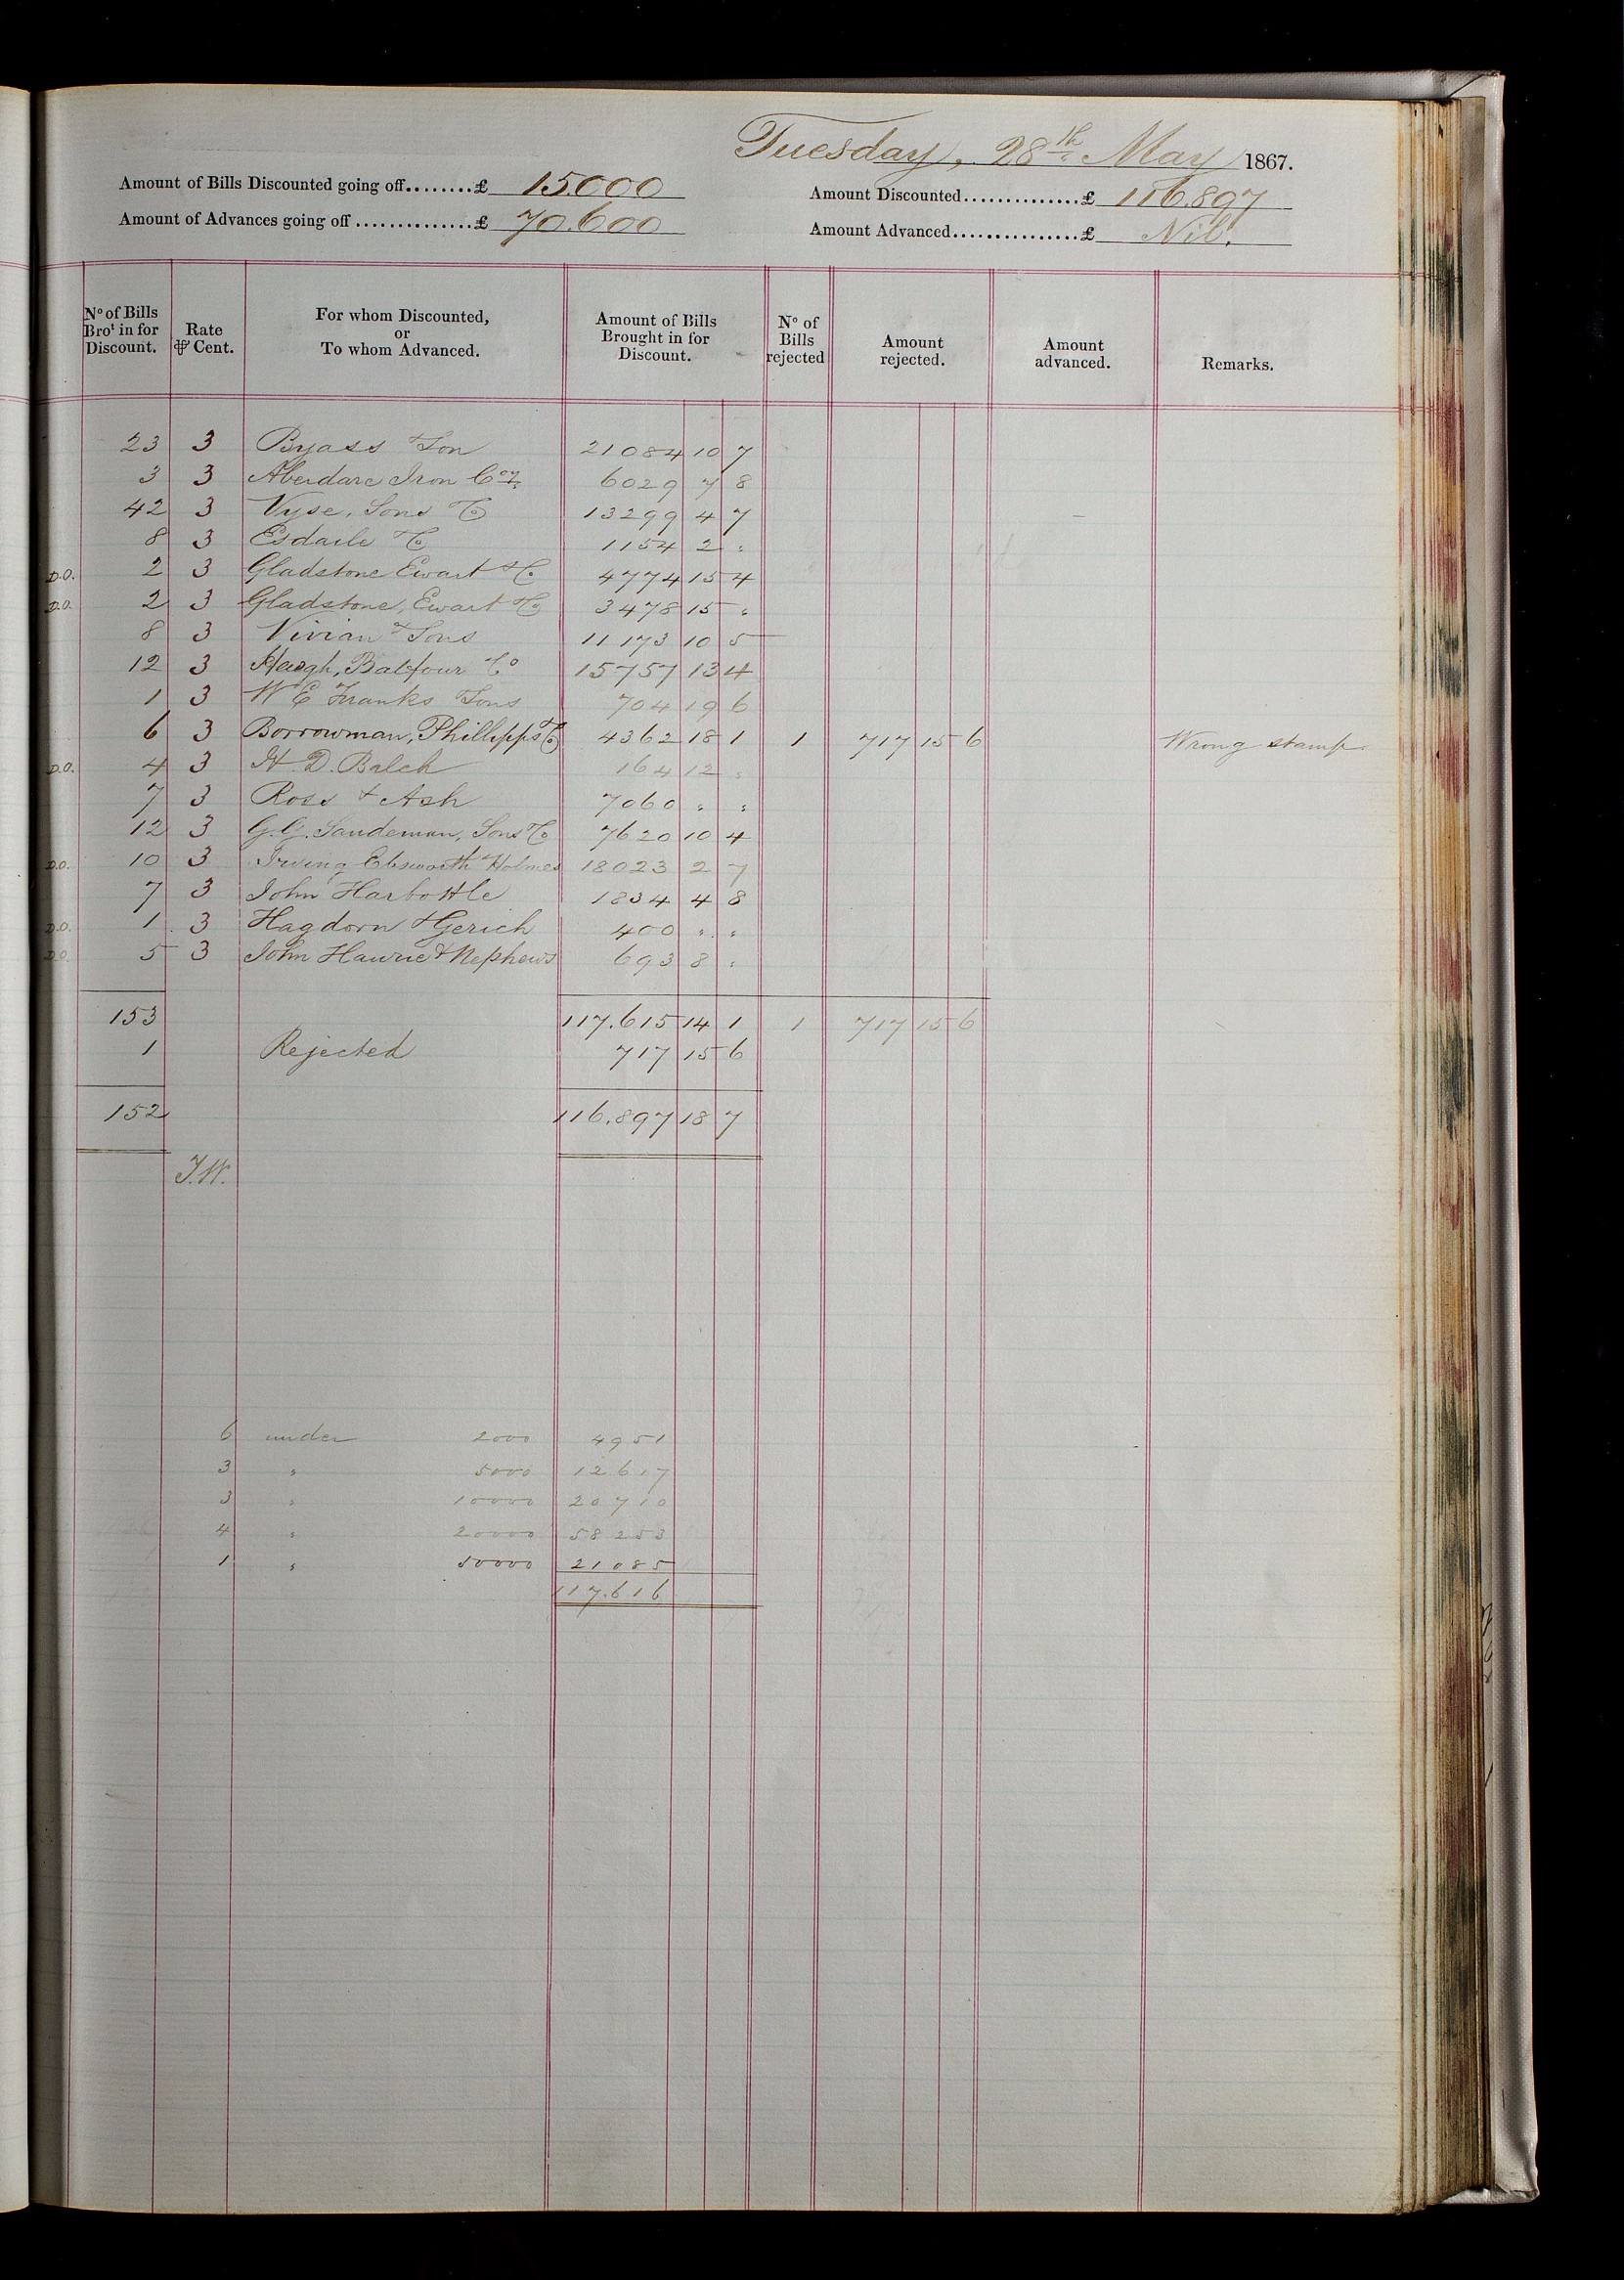 Tuesday, 28th May 1867.
Amount of Bills Discounted going off........£ 15.000
Amount Discounted..............£ 116.897
Amount of Advances going off ..............£ 70.600
Amount Advanced...............£ Nil.
No of Bills Brot in for Discount. Rate ⅌ Cent. For whom Discounted, or To whom Advanced. Amount of Bills Brought in for Discount. No of Bills rejected Amount rejected. Amount advanced. Remarks.
23 3 Byass & Son 21084 10 7
3 3 Aberdare Iron Coy. 6029 7 8
42 3 Vyse, Sons & Co 13299 4 7
8 3 Esdaile & Co 1154 2 "
D.O. 2 3 Gladstone Ewart & Co 4774 15 4
D.O. 2 3 Gladstone, Ewart & Co 3478 15 "
8 3 Vivian & Sons 11173 10 5
12 3 Haogh, Balfour & Co 15757 13 4
1 3 W E Franks & Sons 704 19 6
6 3 Borrowman, Phillipps & Co 4362 18 1 1 717 15 6 Wrong stamp.
D.O. 4 3 H. D. Balch 164 12 "
7 3 Ross & Ash 7060 " "
12 3 G.G. Sandeman, Sons & Co 7620 10 4
D.O. 10 3 Irving Ebsworth & Holmes 18023 2 7
7 3 John Harbottle 1834 4 8
D.O. 1 3 Hagdorn & Gerich 400 " "
D.O. 5 3 John Haurie & Nephews 693 8 "
153 117.615 14 1 1 717 15 6
1 Rejected 717 15 6
152 116.897 18 7
J.W.
6 under 2000 4951
3 " 5000 12617
3 " 10000 20710
4 " 20000 58253
1 " 50000 21085
117.616